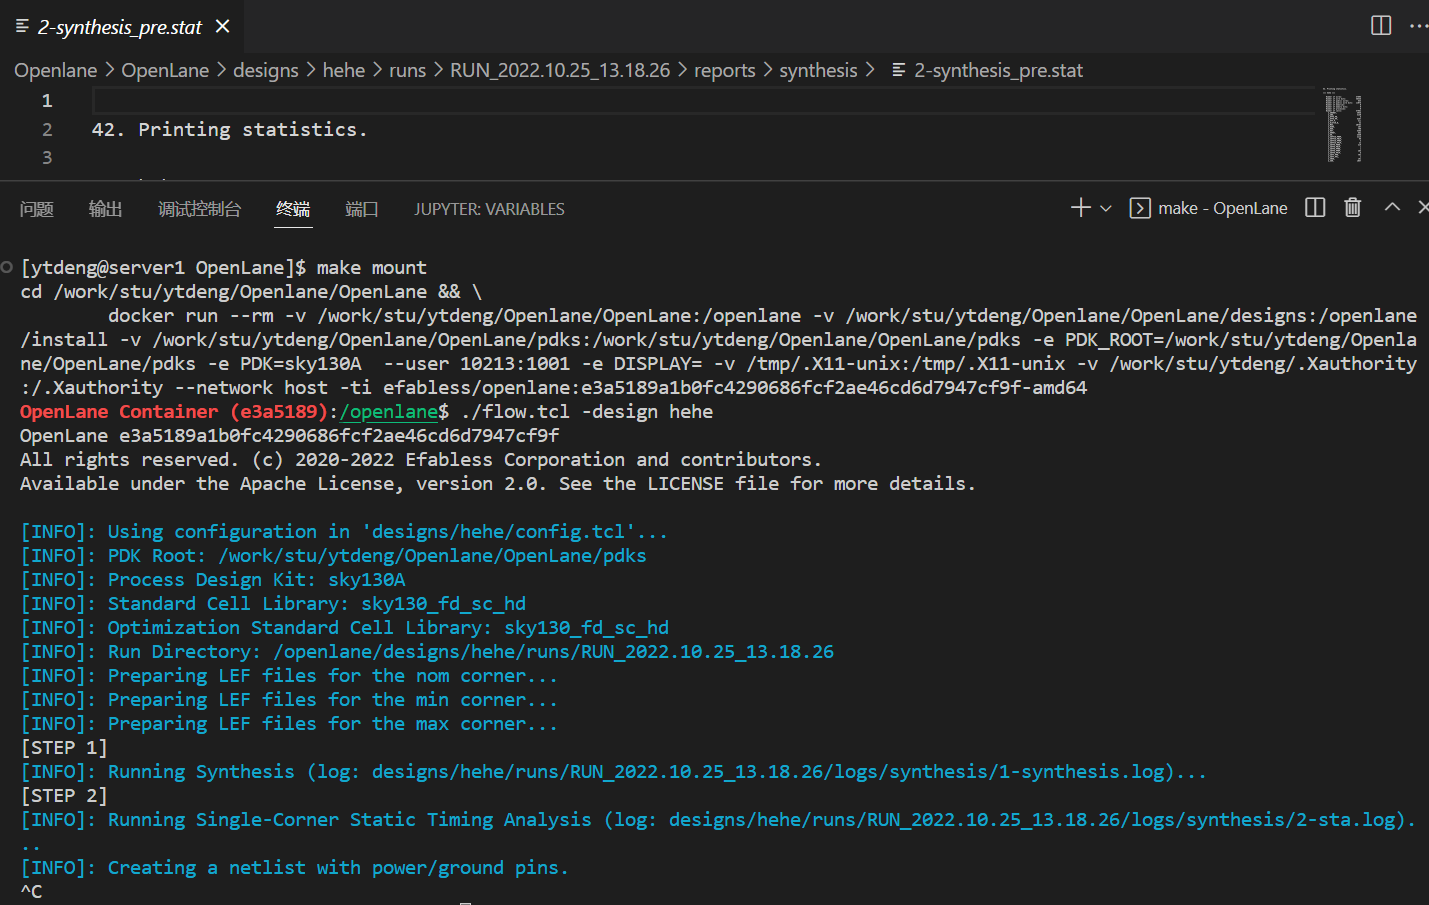 2-synthesis_pre.stat
Openlane > OpenLane > designs > hehe > runs > RUN_2022.10.25_13.18.26 > reports > synthesis > 2-synthesis_pre.stat
1
2 42. Printing statistics.
3
问题 输出 调试控制台 终端 端口 JUPYTER: VARIABLES make - OpenLane
[ytdeng@server1 OpenLane]$ make mount
cd /work/stu/ytdeng/Openlane/OpenLane && \
docker run --rm -v /work/stu/ytdeng/Openlane/OpenLane:/openlane -v /work/stu/ytdeng/Openlane/OpenLane/designs:/openlane
/install -v /work/stu/ytdeng/Openlane/OpenLane/pdks:/work/stu/ytdeng/Openlane/OpenLane/pdks -e PDK_ROOT=/work/stu/ytdeng/Openla
ne/OpenLane/pdks -e PDK=sky130A  --user 10213:1001 -e DISPLAY= -v /tmp/.X11-unix:/tmp/.X11-unix -v /work/stu/ytdeng/.Xauthority
:/.Xauthority --network host -ti efabless/openlane:e3a5189a1b0fc4290686fcf2ae46cd6d7947cf9f-amd64
OpenLane Container (e3a5189):/openlane$ ./flow.tcl -design hehe
OpenLane e3a5189a1b0fc4290686fcf2ae46cd6d7947cf9f
All rights reserved. (c) 2020-2022 Efabless Corporation and contributors.
Available under the Apache License, version 2.0. See the LICENSE file for more details.
[INFO]: Using configuration in 'designs/hehe/config.tcl'...
[INFO]: PDK Root: /work/stu/ytdeng/Openlane/OpenLane/pdks
[INFO]: Process Design Kit: sky130A
[INFO]: Standard Cell Library: sky130_fd_sc_hd
[INFO]: Optimization Standard Cell Library: sky130_fd_sc_hd
[INFO]: Run Directory: /openlane/designs/hehe/runs/RUN_2022.10.25_13.18.26
[INFO]: Preparing LEF files for the nom corner...
[INFO]: Preparing LEF files for the min corner...
[INFO]: Preparing LEF files for the max corner...
[STEP 1]
[INFO]: Running Synthesis (log: designs/hehe/runs/RUN_2022.10.25_13.18.26/logs/synthesis/1-synthesis.log)...
[STEP 2]
[INFO]: Running Single-Corner Static Timing Analysis (log: designs/hehe/runs/RUN_2022.10.25_13.18.26/logs/synthesis/2-sta.log).
..
[INFO]: Creating a netlist with power/ground pins.
^C